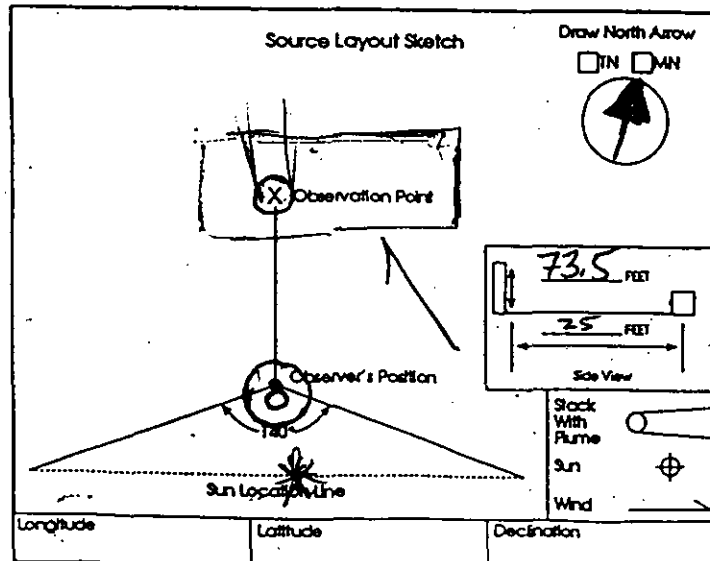 Source Layout Sketch
Draw North Arrow
TN MN
X Observation Point
73.5 FEET
25 FEET
Side View
Observer's Position
140°
Sun Location Line
Stack
With
Plume
Sun
Wind
Longitude
Latitude
Declination